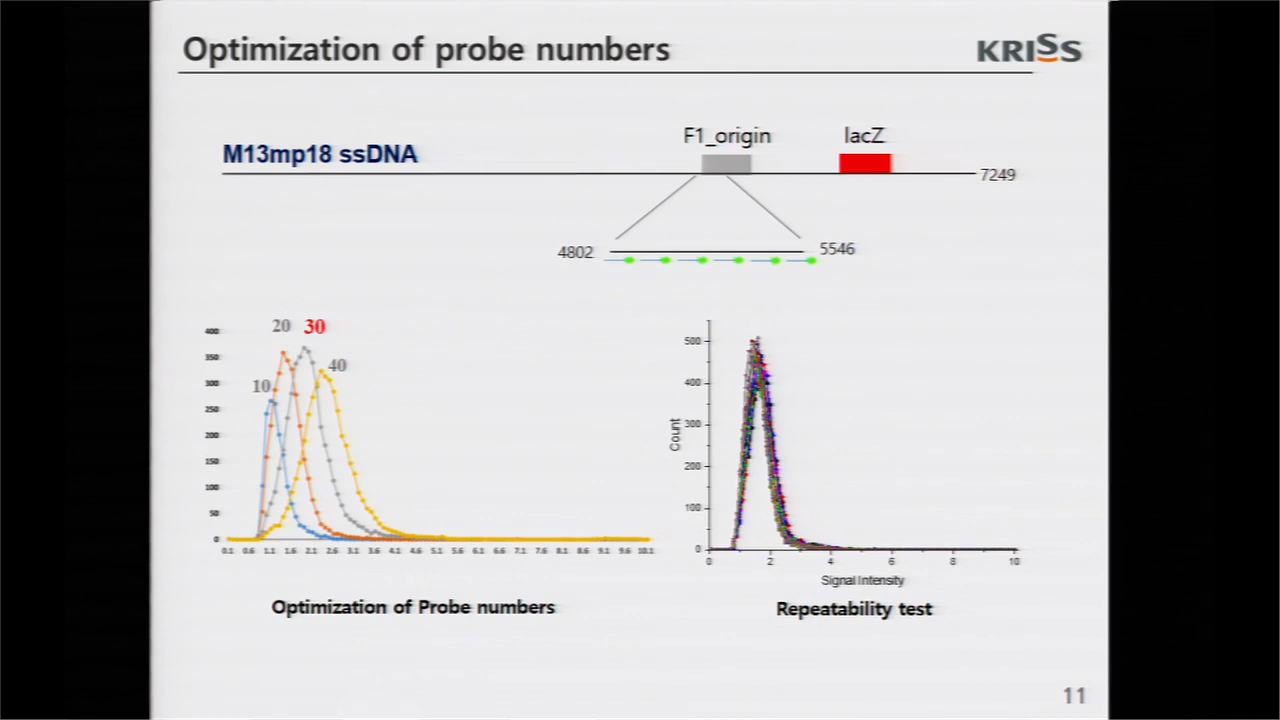 Optimization of probe numbers
KRISS
M13mp18 ssDNA
F1_origin
lacZ
7249
4802
5546
20
30
40
10
400
350
300
250
200
150
100
50
0
0.1 0.6 1.1 1.6 2.1 2.6 3.1 3.6 4.1 4.6 5.1 5.6 6.1 6.6 7.1 7.6 8.1 8.6 9.1 9.6 10.1
Optimization of Probe numbers
500
400
300
200
100
0
Count
0 2 4 6 8 10
Signal Intensity
Repeatability test
11